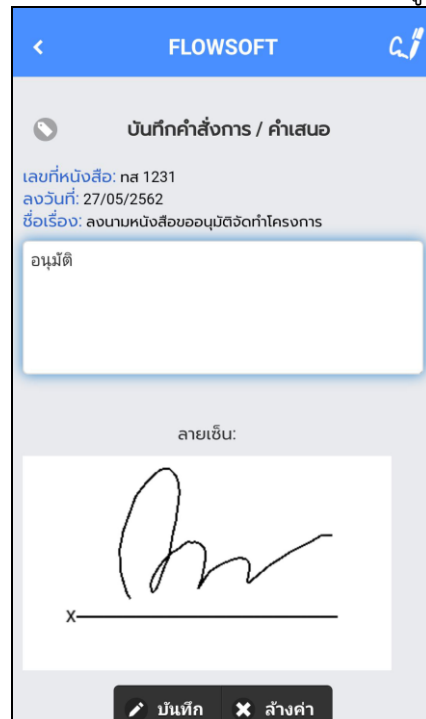 FLOWSOFT
บันทึกคำสั่งการ / คำเสนอ
เลขที่หนังสือ: ทส 1231
ลงวันที่: 27/05/2562
ชื่อเรื่อง: ลงนามหนังสือขออนุมัติจัดทำโครงการ
อนุมัติ
ลายเซ็น:
X
บันทึก ล้างค่า